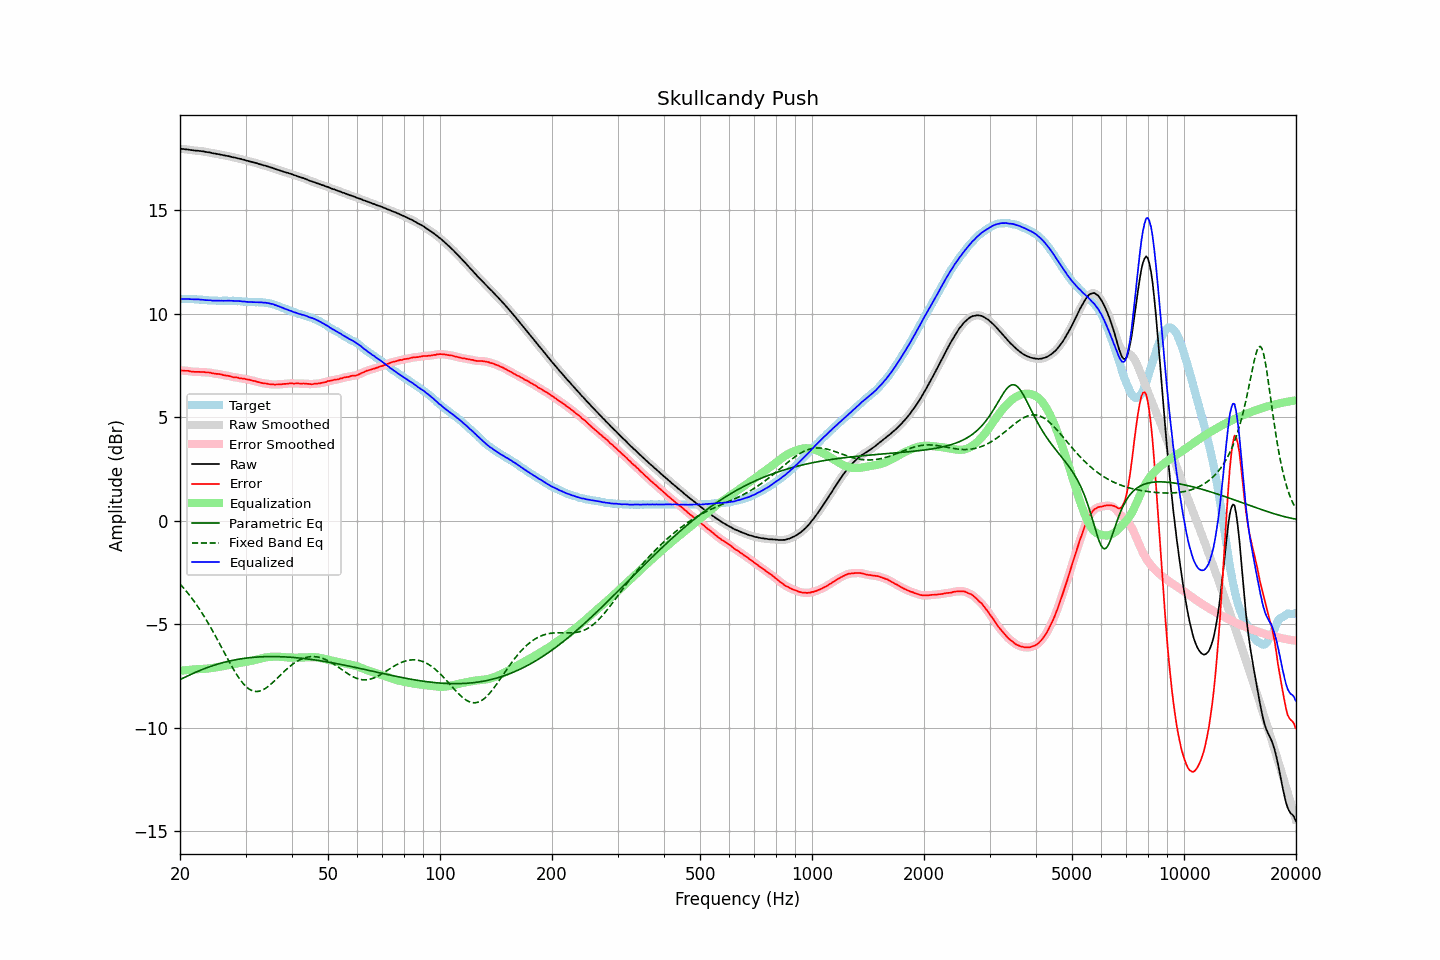 Skullcandy Push
Amplitude (dBr)
15
10
5
0
−5
−10
−15
Target
Raw Smoothed
Error Smoothed
Raw
Error
Equalization
Parametric Eq
Fixed Band Eq
Equalized
20 50 100 200 500 1000 2000 5000 10000 20000
Frequency (Hz)